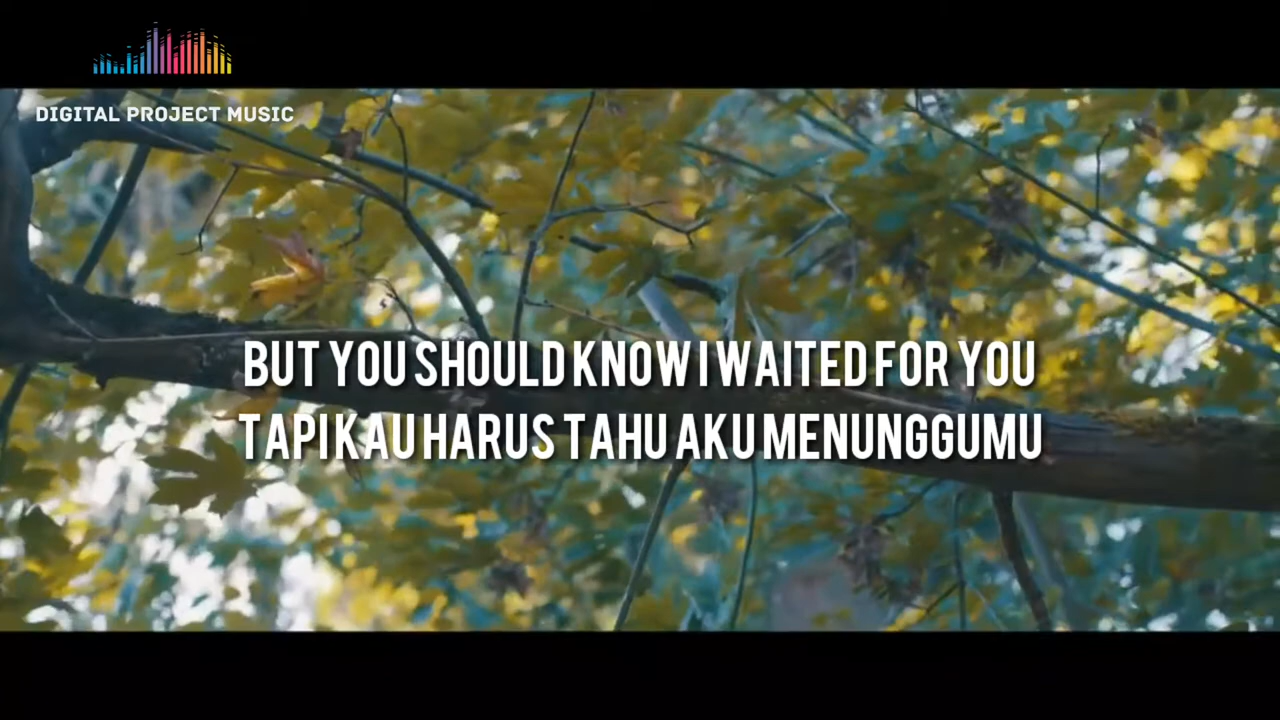 DIGITAL PROJECT MUSIC
BUT YOU SHOULD KNOW I WAITED FOR YOU
TAPI KAU HARUS TAHU AKU MENUNGGUMU